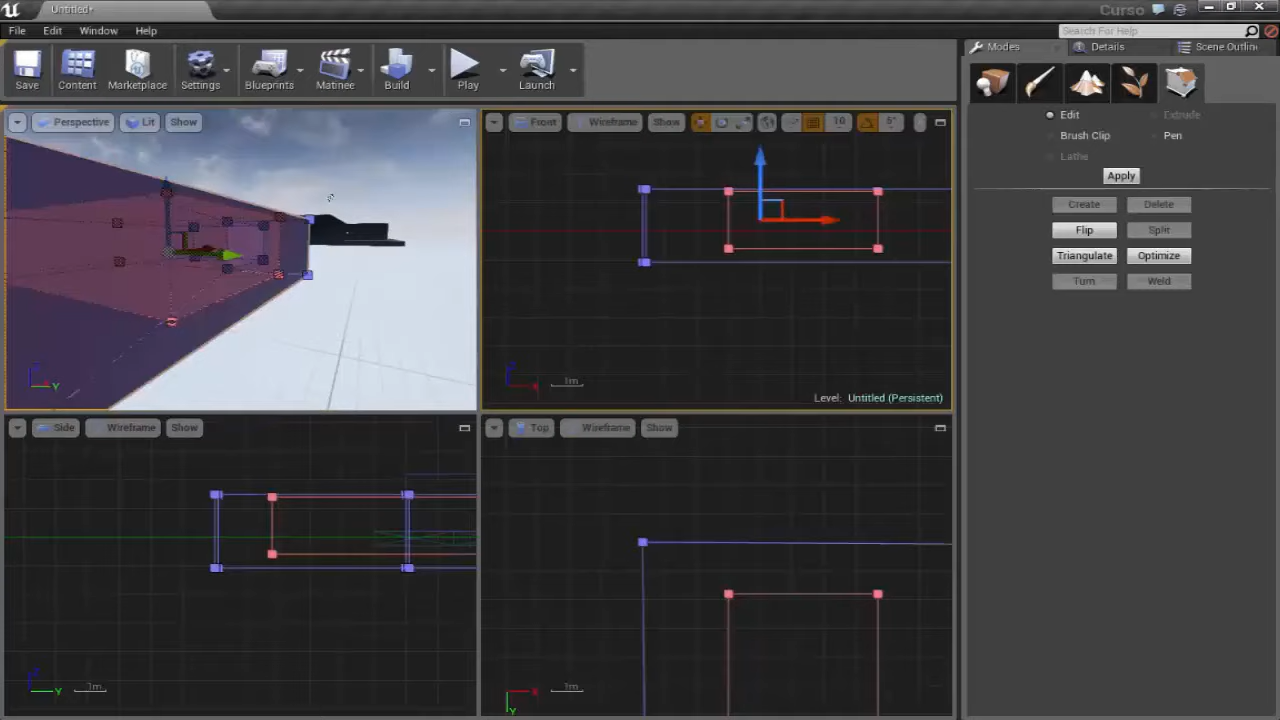 Untitled*
Curso
File Edit Window Help
Search For Help
Save Content Marketplace Settings Blueprints Matinee Build Play Launch
Modes Details Scene Outline
Perspective Lit Show
Front Wireframe Show 10 5°
Edit Extrude
Brush Clip Pen
Lathe
Apply
Create Delete
Flip Split
Triangulate Optimize
Turn Weld
Y
X
1m
Level: Untitled (Persistent)
Side Wireframe Show
Top Wireframe Show
Y
1m
X
Y
1m